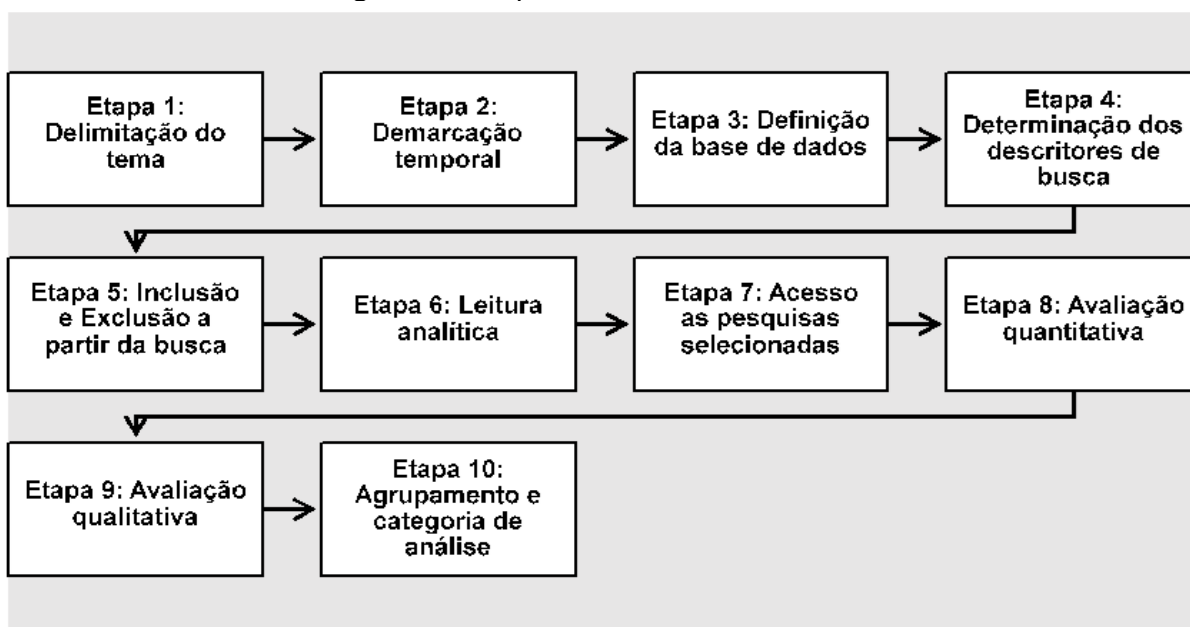 Etapa 1:
Delimitação do
tema
Etapa 2:
Demarcação
temporal
Etapa 3: Definição
da base de dados
Etapa 4:
Determinação dos
descritores de
busca
Etapa 5: Inclusão
e Exclusão a
partir da busca
Etapa 6: Leitura
analítica
Etapa 7: Acesso
as pesquisas
selecionadas
Etapa 8: Avaliação
quantitativa
Etapa 9: Avaliação
qualitativa
Etapa 10:
Agrupamento e
categoria de
análise